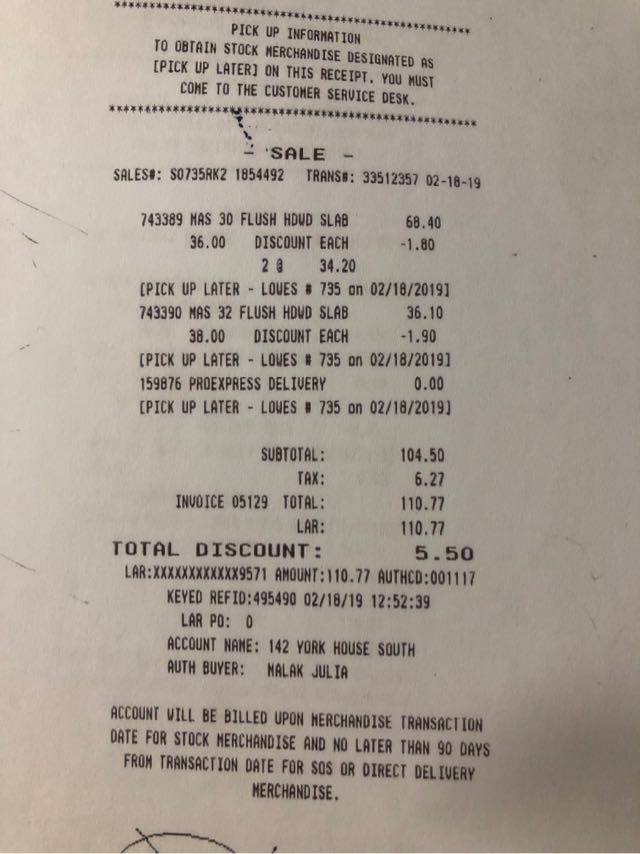 *********************************************
PICK UP INFORMATION
TO OBTAIN STOCK MERCHANDISE DESIGNATED AS
[PICK UP LATER] ON THIS RECEIPT, YOU MUST
COME TO THE CUSTOMER SERVICE DESK.
*********************************************
- SALE -
SALES#: S0735RK2 1854492 TRANS#: 33512357 02-18-19
743389 MAS 30 FLUSH HDWD SLAB 68.40
36.00 DISCOUNT EACH -1.80
2 @ 34.20
[PICK UP LATER - LOWES # 735 on 02/18/2019]
743390 MAS 32 FLUSH HDWD SLAB 36.10
38.00 DISCOUNT EACH -1.90
[PICK UP LATER - LOWES # 735 on 02/18/2019]
159876 PROEXPRESS DELIVERY 0.00
[PICK UP LATER - LOWES # 735 on 02/18/2019]
SUBTOTAL: 104.50
TAX: 6.27
INVOICE 05129 TOTAL: 110.77
LAR: 110.77
TOTAL DISCOUNT: 5.50
LAR:XXXXXXXXXXXX9571 AMOUNT:110.77 AUTHCD:001117
KEYED REFID:495490 02/18/19 12:52:39
LAR PO: 0
ACCOUNT NAME: 142 YORK HOUSE SOUTH
AUTH BUYER: MALAK JULIA
ACCOUNT WILL BE BILLED UPON MERCHANDISE TRANSACTION
DATE FOR STOCK MERCHANDISE AND NO LATER THAN 90 DAYS
FROM TRANSACTION DATE FOR SOS OR DIRECT DELIVERY
MERCHANDISE.